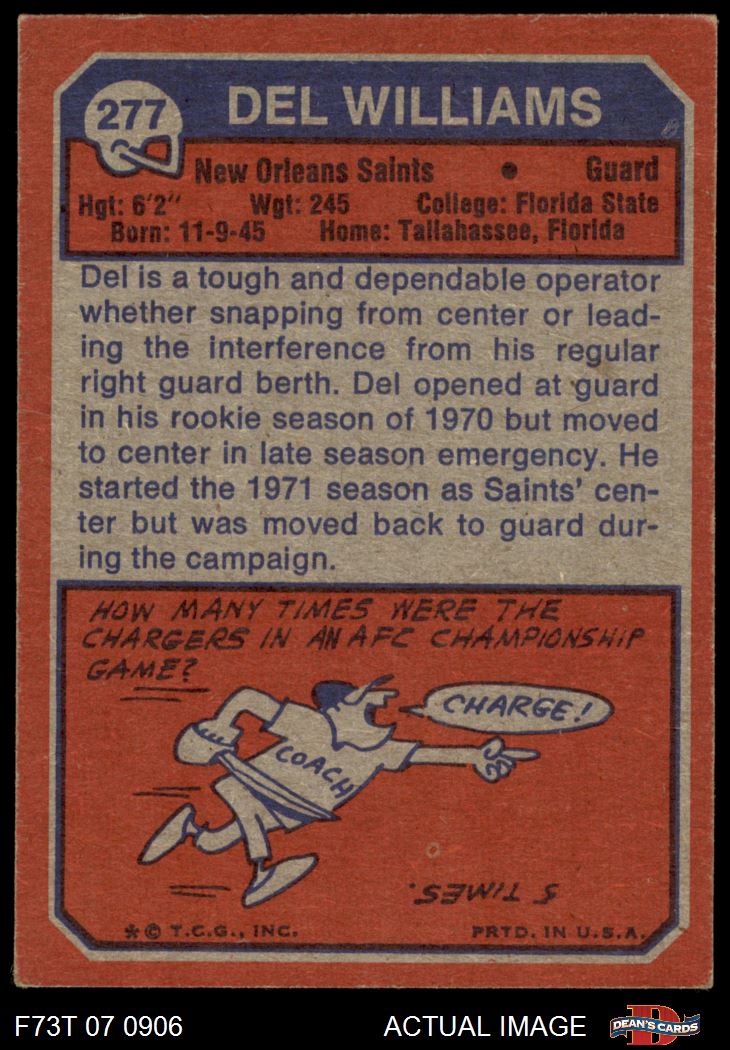 277 DEL WILLIAMS
New Orleans Saints • Guard
Hgt: 6'2" Wgt: 245 College: Florida State
Born: 11-9-45 Home: Tallahassee, Florida
Del is a tough and dependable operator
whether snapping from center or lead-
ing the interference from his regular
right guard berth. Del opened at guard
in his rookie season of 1970 but moved
to center in late season emergency. He
started the 1971 season as Saints' cen-
ter but was moved back to guard dur-
ing the campaign.
HOW MANY TIMES WERE THE
CHARGERS IN AN AFC CHAMPIONSHIP
GAME?
CHARGE!
COACH
5 TIMES.
*© T.C.G., INC. PRTD. IN U.S.A.
F73T 07 0906 ACTUAL IMAGE DEAN'S CARDS